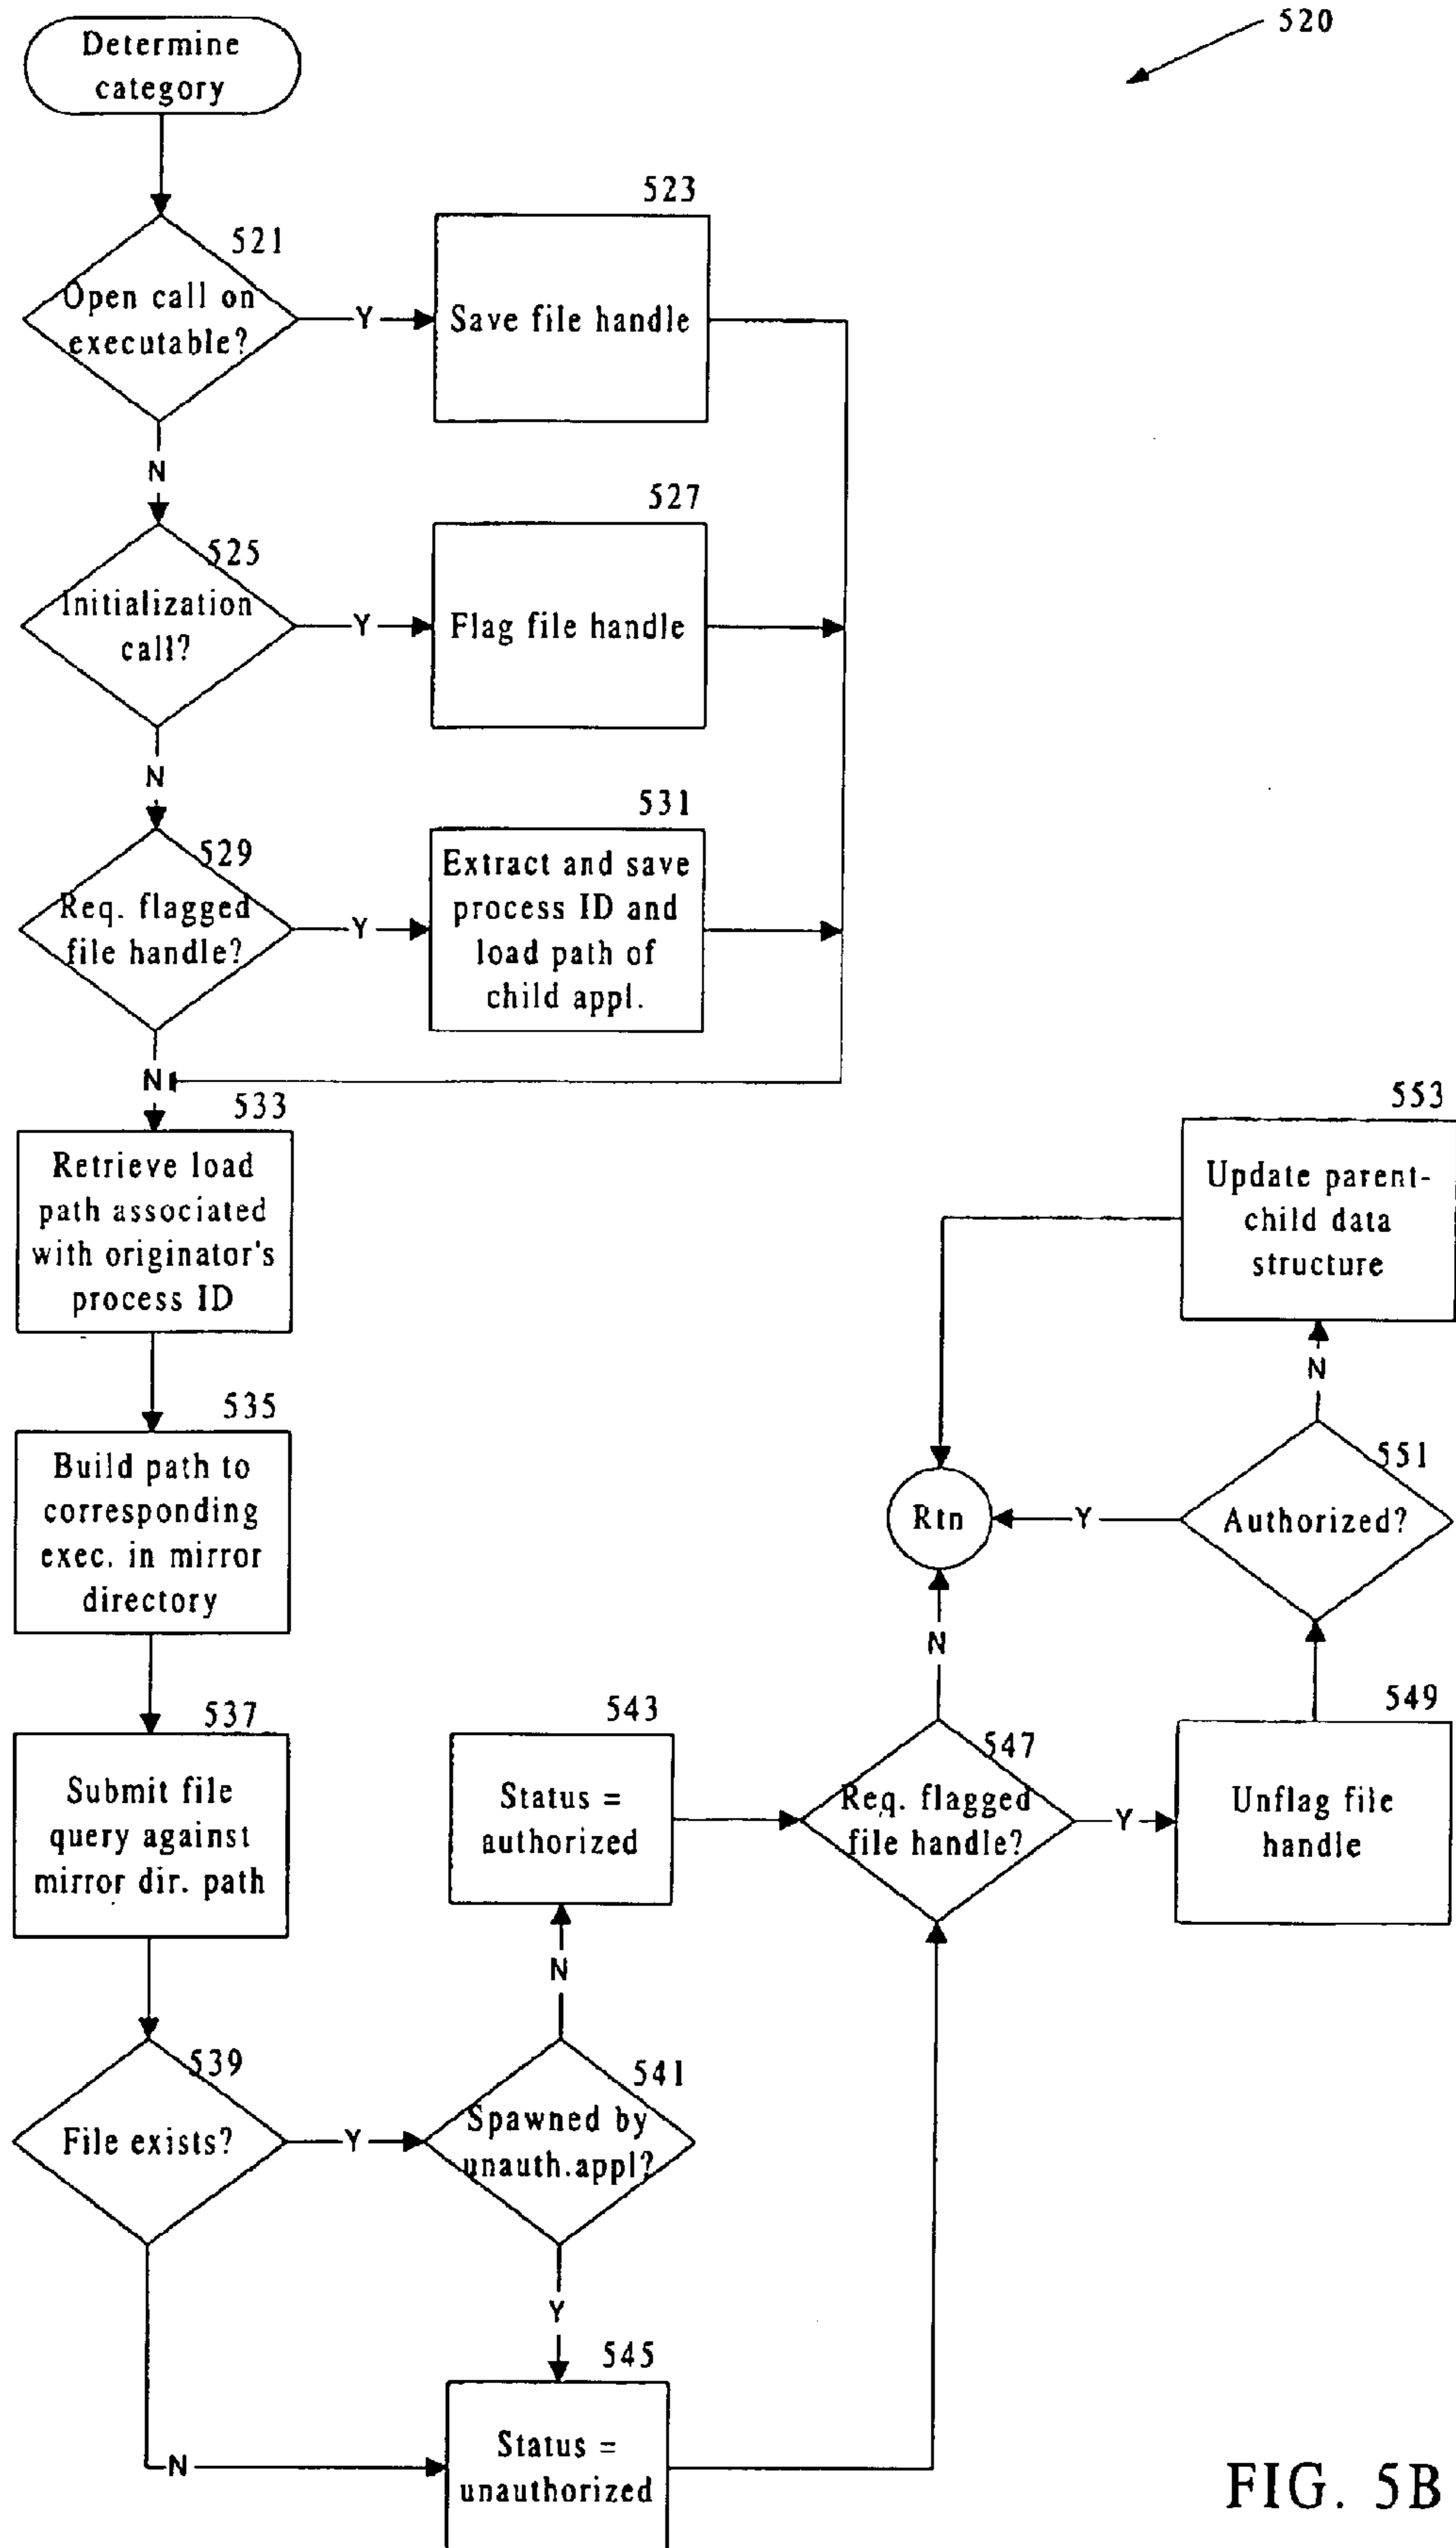 520
Determine
category
521
Open call on
executable?
Y
523
Save file handle
N
525
Initialization
call?
Y
527
Flag file handle
N
529
Req. flagged
file handle?
Y
531
Extract and save
process ID and
load path of
child appl.
N
533
Retrieve load
path associated
with originator's
process ID
535
Build path to
corresponding
exec. in mirror
directory
537
Submit file
query against
mirror dir. path
539
File exists?
Y
N
541
Spawned by
unauth.appl?
N
Y
543
Status =
authorized
545
Status =
unauthorized
547
Req. flagged
file handle?
N
Y
549
Unflag file
handle
551
Authorized?
Y
N
Rtn
553
Update parent-
child data
structure
FIG. 5B